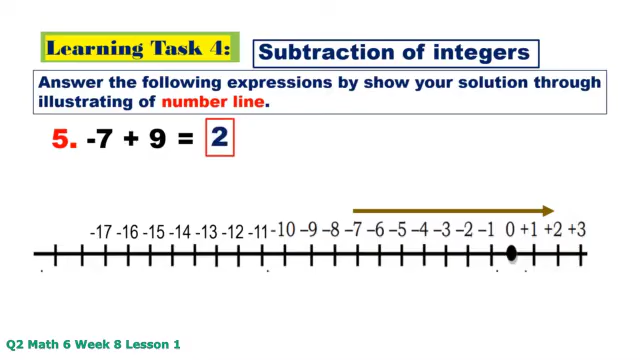 Learning Task 4:
Subtraction of integers
Answer the following expressions by show your solution through
illustrating of number line.
5. -7 + 9 = 2
-17 -16 -15 -14 -13 -12 -11 -10 −9 −8 −7 −6 −5 −4 −3 −2 −1 0 +1 +2 +3
Q2 Math 6 Week 8 Lesson 1